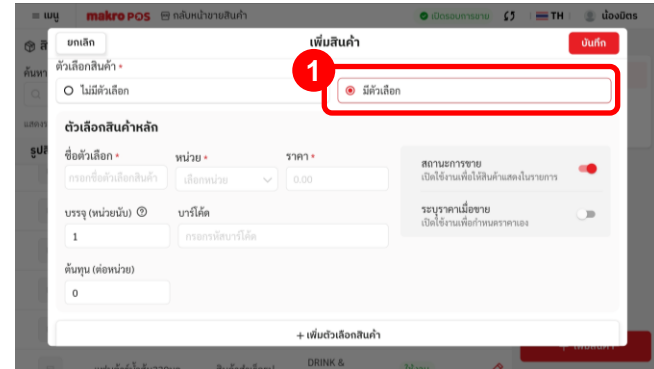 ≡ เมนู makro POS กลับหน้าขายสินค้า เปิดรอบการขาย TH น้องมิตร
ยกเลิก เพิ่มสินค้า บันทึก
ค้นหา ตัวเลือกสินค้า *
1
ไม่มีตัวเลือก มีตัวเลือก
ตัวเลือกสินค้าหลัก
ชื่อตัวเลือก * หน่วย * ราคา * สถานะการขาย
เปิดใช้งานเพื่อให้สินค้าแสดงในรายการ
กรอกชื่อตัวเลือกสินค้า เลือกหน่วย 0.00
บรรจุ (หน่วยนับ) บาร์โค้ด ระบุราคาเมื่อขาย
เปิดใช้งานเพื่อกำหนดราคาเอง
1 กรอกรหัสบาร์โค้ด
ต้นทุน (ต่อหน่วย)
0
+ เพิ่มตัวเลือกสินค้า
DRINK &